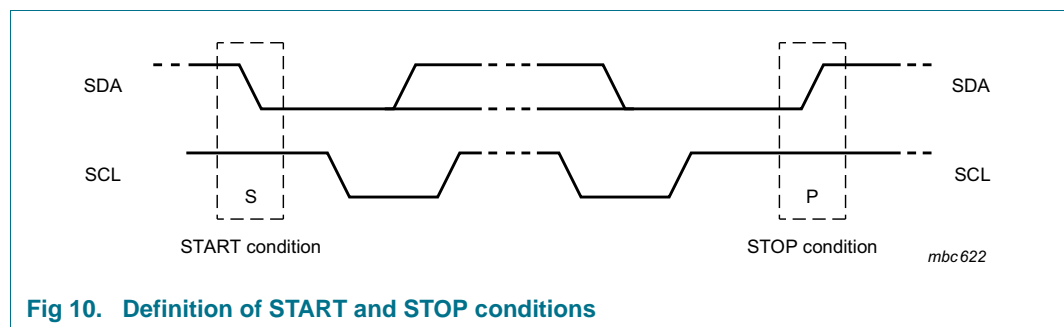 SDA
SDA
SCL
SCL
S
P
START condition
STOP condition
mbc622
Fig 10. Definition of START and STOP conditions